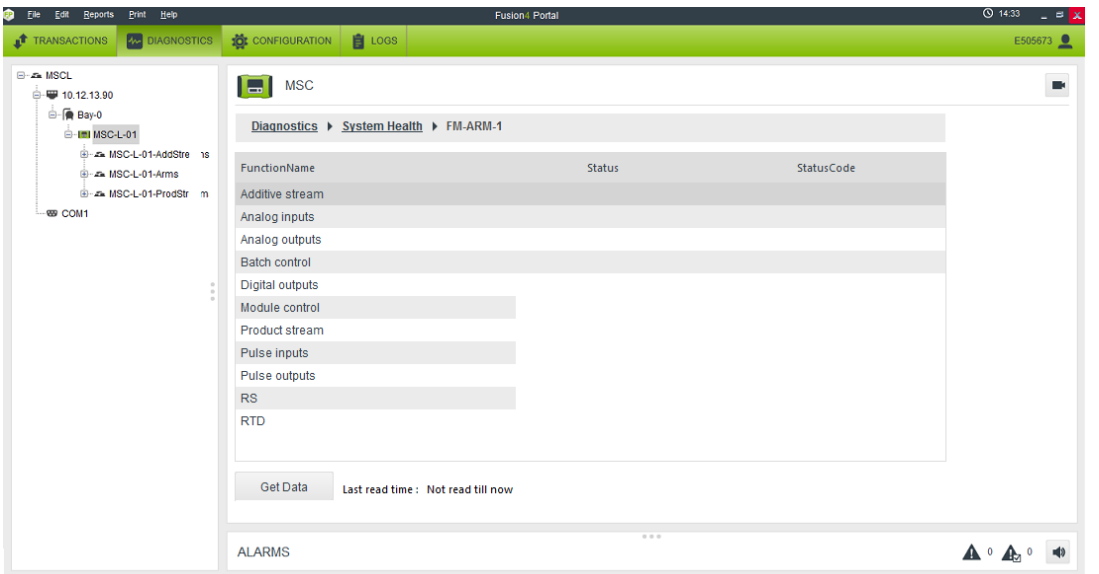 FP File Edit Reports Print Help Fusion4 Portal 14:33
TRANSACTIONS DIAGNOSTICS CONFIGURATION LOGS E505673
MSCL
10.12.13.90
Bay-0
MSC-L-01
MSC-L-01-AddStre ns
MSC-L-01-Arms
MSC-L-01-ProdStr m
COM1
MSC
Diagnostics System Health FM-ARM-1
FunctionName Status StatusCode
Additive stream
Analog inputs
Analog outputs
Batch control
Digital outputs
Module control
Product stream
Pulse inputs
Pulse outputs
RS
RTD
Get Data Last read time : Not read till now
ALARMS 0 0